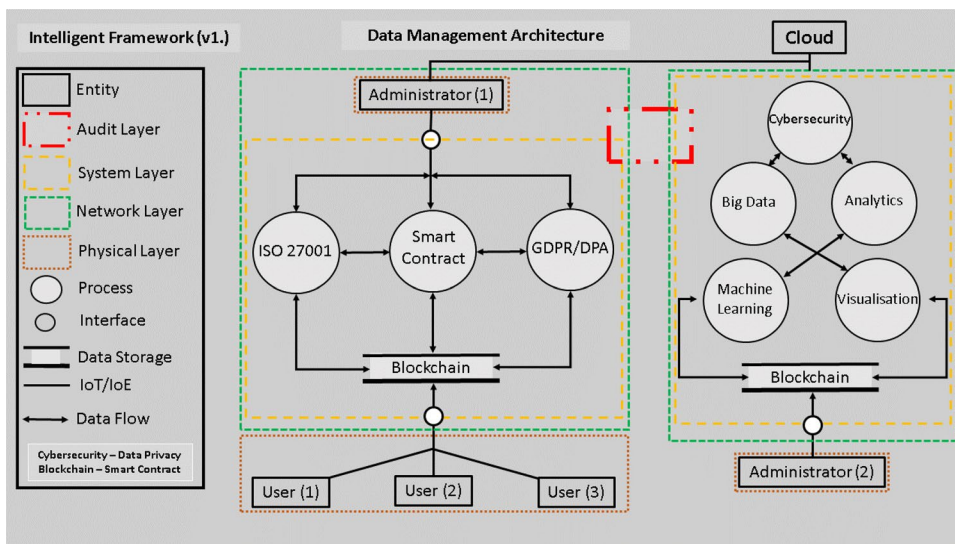 Intelligent Framework (v1.)
Data Management Architecture
Cloud
Entity
Audit Layer
System Layer
Network Layer
Physical Layer
Process
Interface
Data Storage
IoT/IoE
Data Flow
Cybersecurity – Data Privacy
Blockchain – Smart Contract
Administrator (1)
ISO 27001
Smart
Contract
GDPR/DPA
Blockchain
User (1)
User (2)
User (3)
Cybersecurity
Big Data
Analytics
Machine
Learning
Visualisation
Blockchain
Administrator (2)